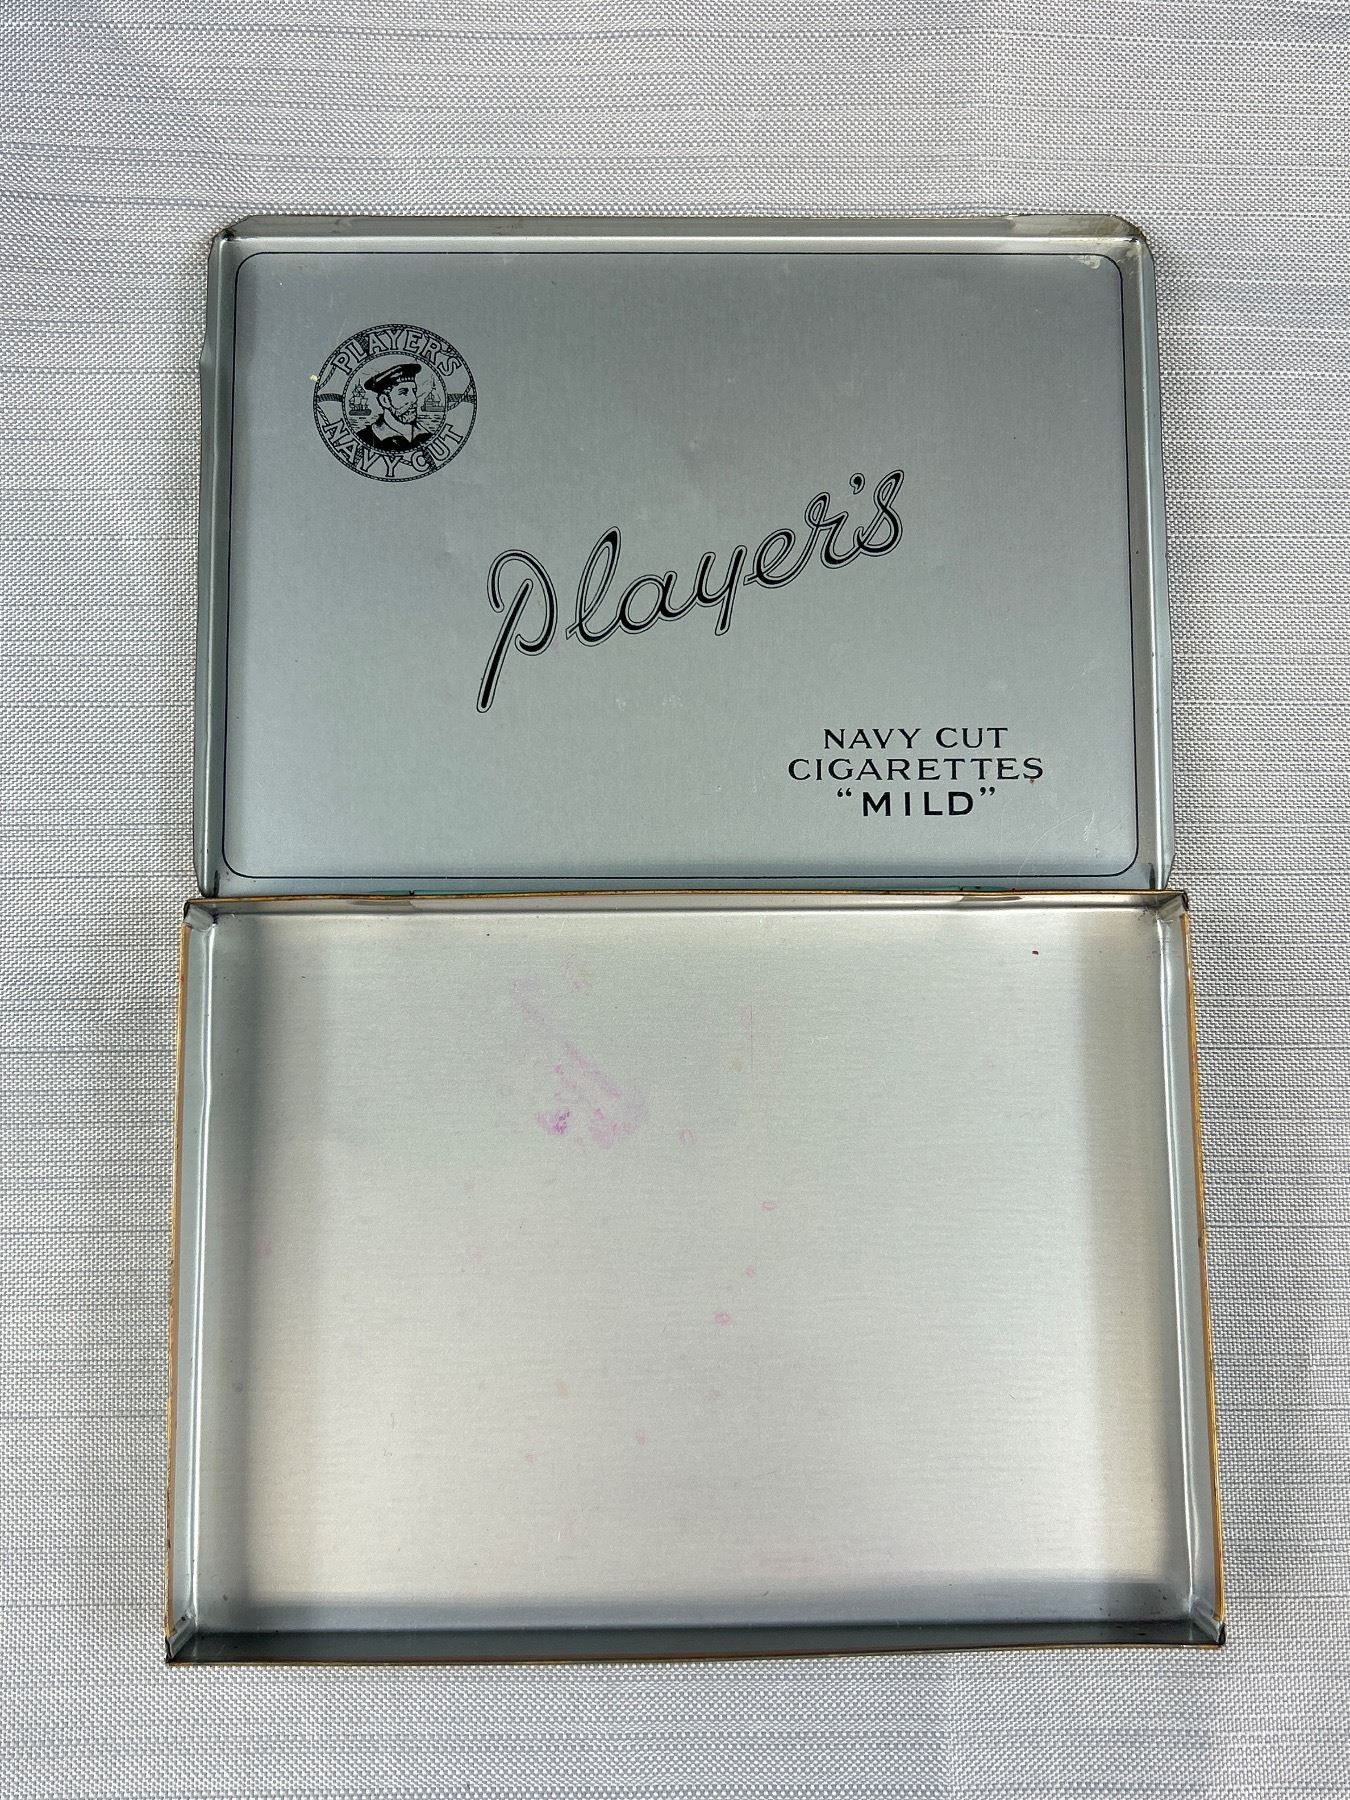 PLAYER'S
NAVY CUT
Player's
NAVY CUT
CIGARETTES
"MILD"